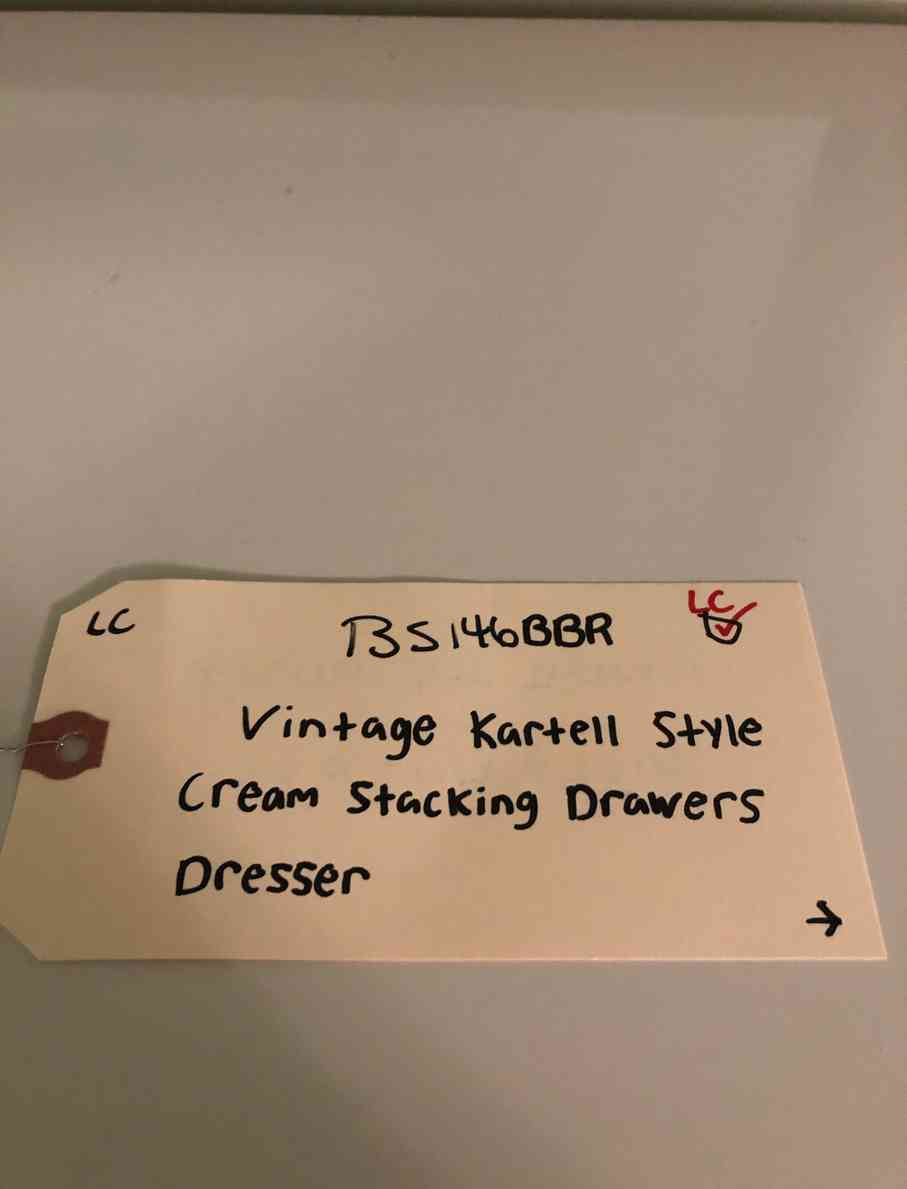 LC BS146BBR LC
Vintage Kartell Style
Cream Stacking Drawers
Dresser
→